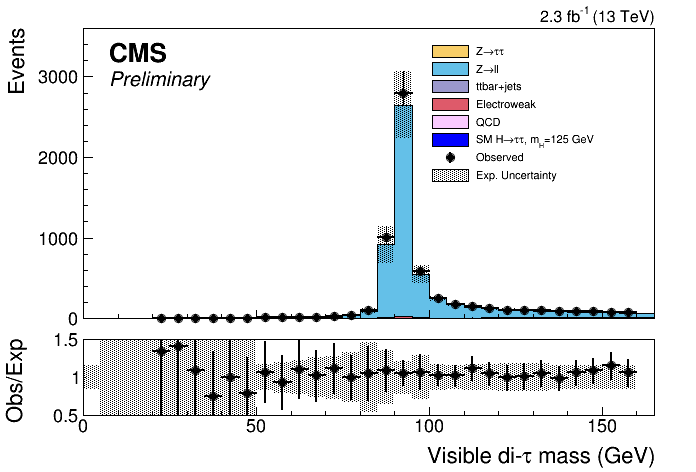 2.3 fb⁻¹ (13 TeV)
Events
CMS
Preliminary
Z→ττ
Z→ll
ttbar+jets
Electroweak
QCD
SM H→ττ, m_H=125 GeV
Observed
Exp. Uncertainty
3000
2000
1000
0
Obs/Exp
1.5
1
0.5
0 50 100 150
Visible di-τ mass (GeV)